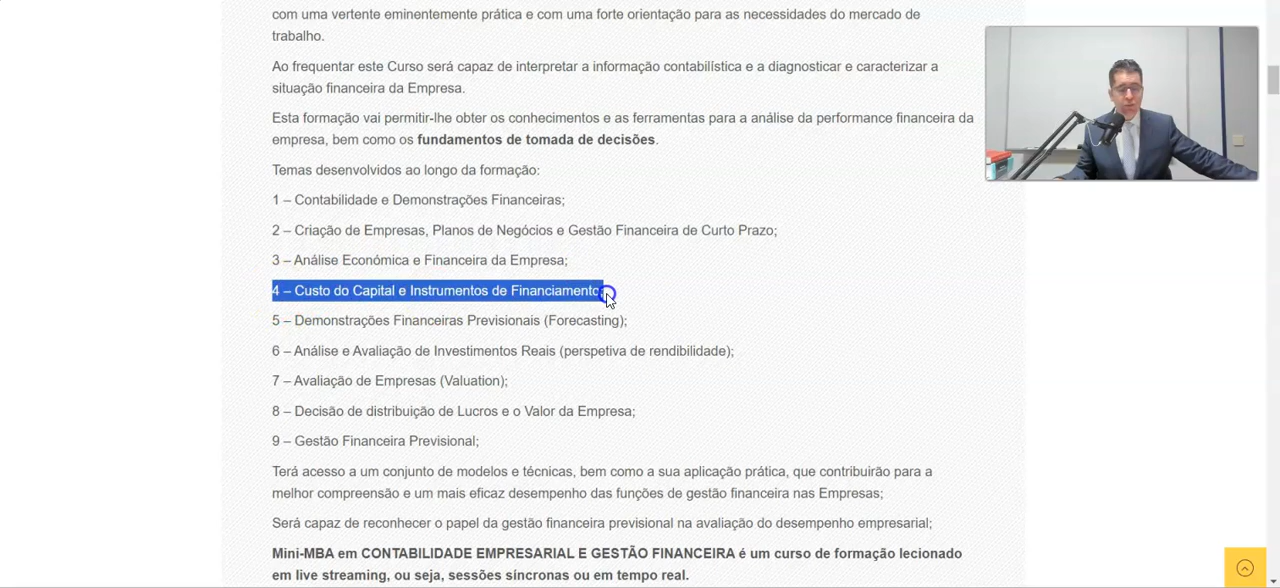 com uma vertente eminentemente prática e com uma forte orientação para as necessidades do mercado de
trabalho.
Ao frequentar este Curso será capaz de interpretar a informação contabilística e a diagnosticar e caracterizar a
situação financeira da Empresa.
Esta formação vai permitir-lhe obter os conhecimentos e as ferramentas para a análise da performance financeira da
empresa, bem como os fundamentos de tomada de decisões.
Temas desenvolvidos ao longo da formação:
1 – Contabilidade e Demonstrações Financeiras;
2 – Criação de Empresas, Planos de Negócios e Gestão Financeira de Curto Prazo;
3 – Análise Económica e Financeira da Empresa;
4 – Custo do Capital e Instrumentos de Financiamento
5 – Demonstrações Financeiras Previsionais (Forecasting);
6 – Análise e Avaliação de Investimentos Reais (perspetiva de rendibilidade);
7 – Avaliação de Empresas (Valuation);
8 – Decisão de distribuição de Lucros e o Valor da Empresa;
9 – Gestão Financeira Previsional;
Terá acesso a um conjunto de modelos e técnicas, bem como a sua aplicação prática, que contribuirão para a
melhor compreensão e um mais eficaz desempenho das funções de gestão financeira nas Empresas;
Será capaz de reconhecer o papel da gestão financeira previsional na avaliação do desempenho empresarial;
Mini-MBA em CONTABILIDADE EMPRESARIAL E GESTÃO FINANCEIRA é um curso de formação lecionado
em live streaming, ou seja, sessões síncronas ou em tempo real.